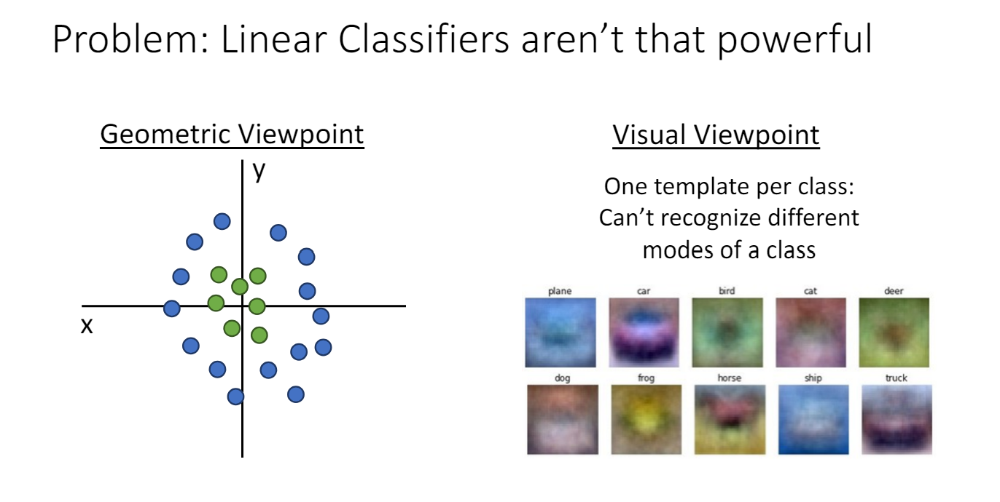 Problem: Linear Classifiers aren’t that powerful
Geometric Viewpoint
y
x
Visual Viewpoint
One template per class:
Can’t recognize different
modes of a class
plane car bird cat deer
dog frog horse ship truck